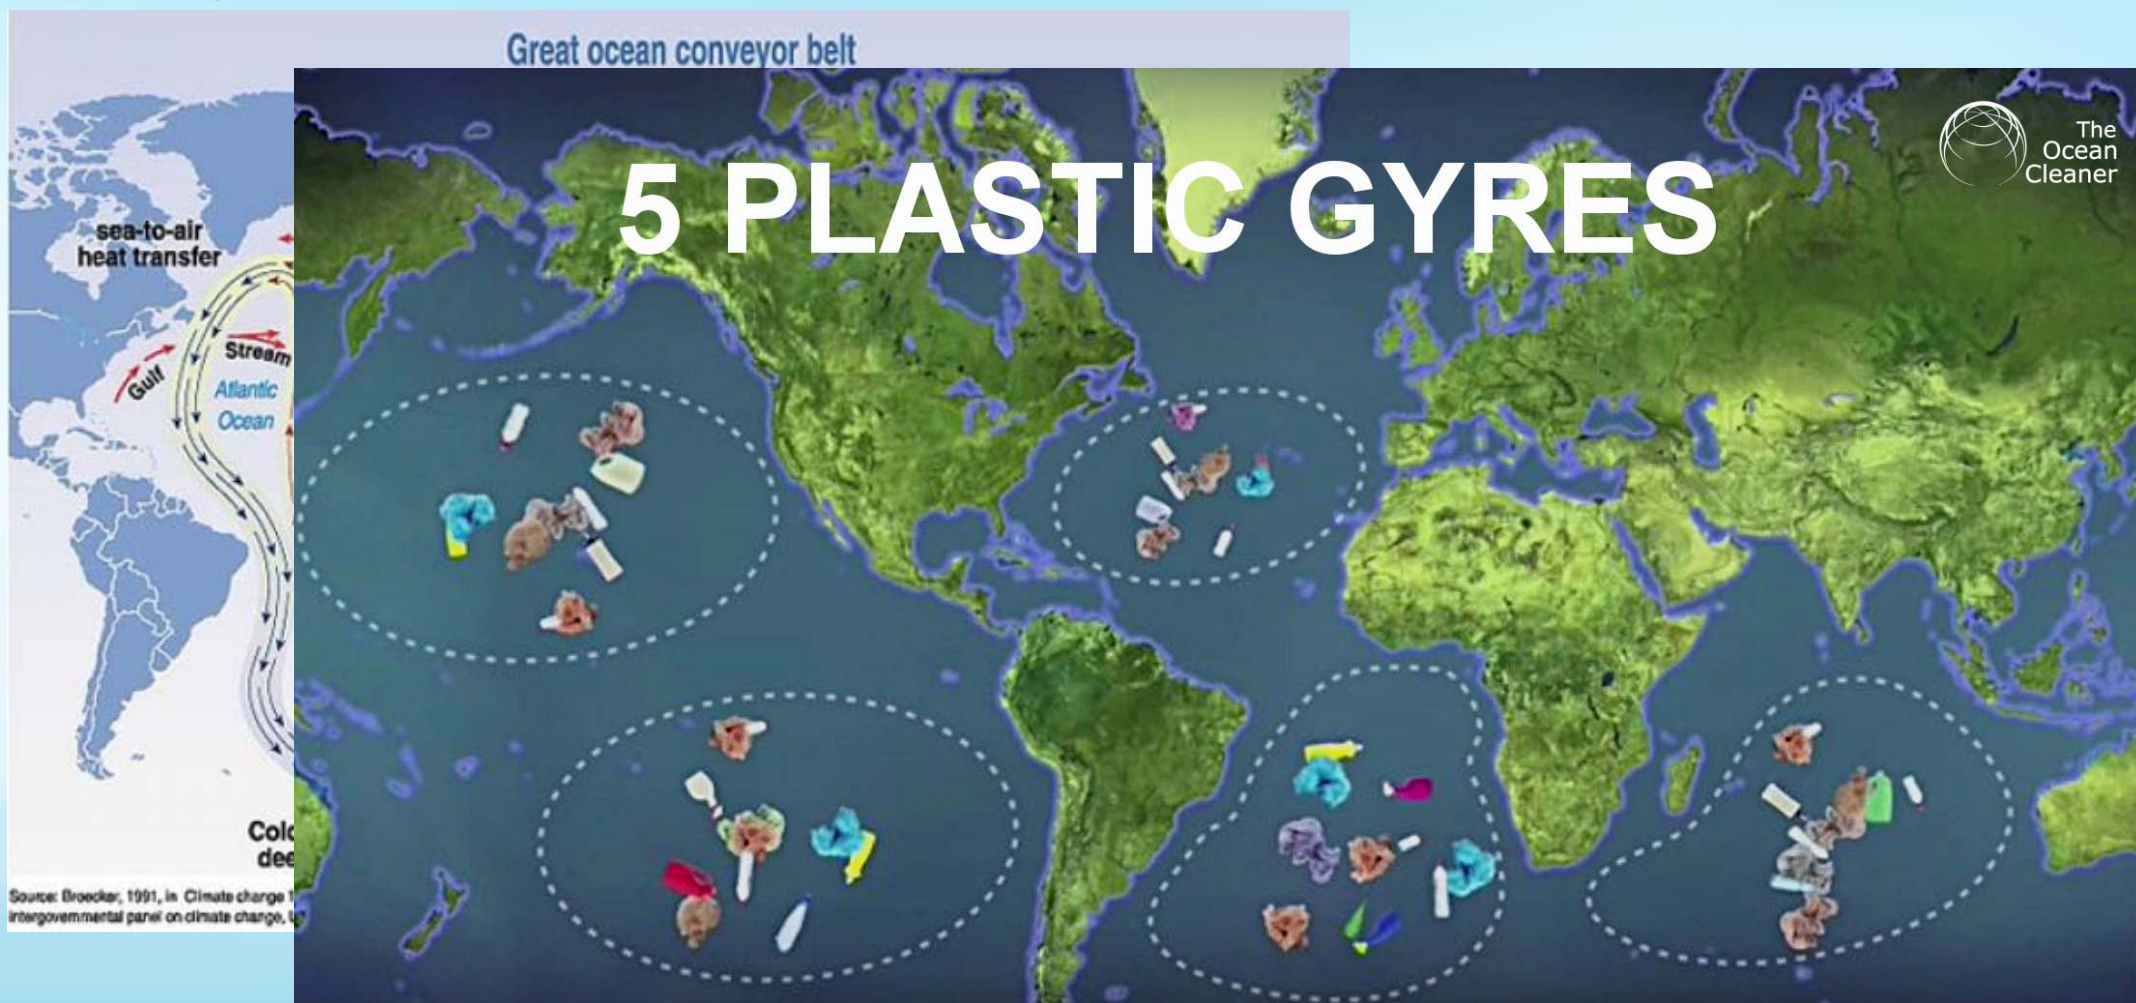 Great ocean conveyor belt
5 PLASTIC GYRES
The
Ocean
Cleaner
sea-to-air
heat transfer
Gulf
Stream
Atlantic
Ocean
Source: Broecker, 1991, in Climate change
intergovernmental panel on climate change,